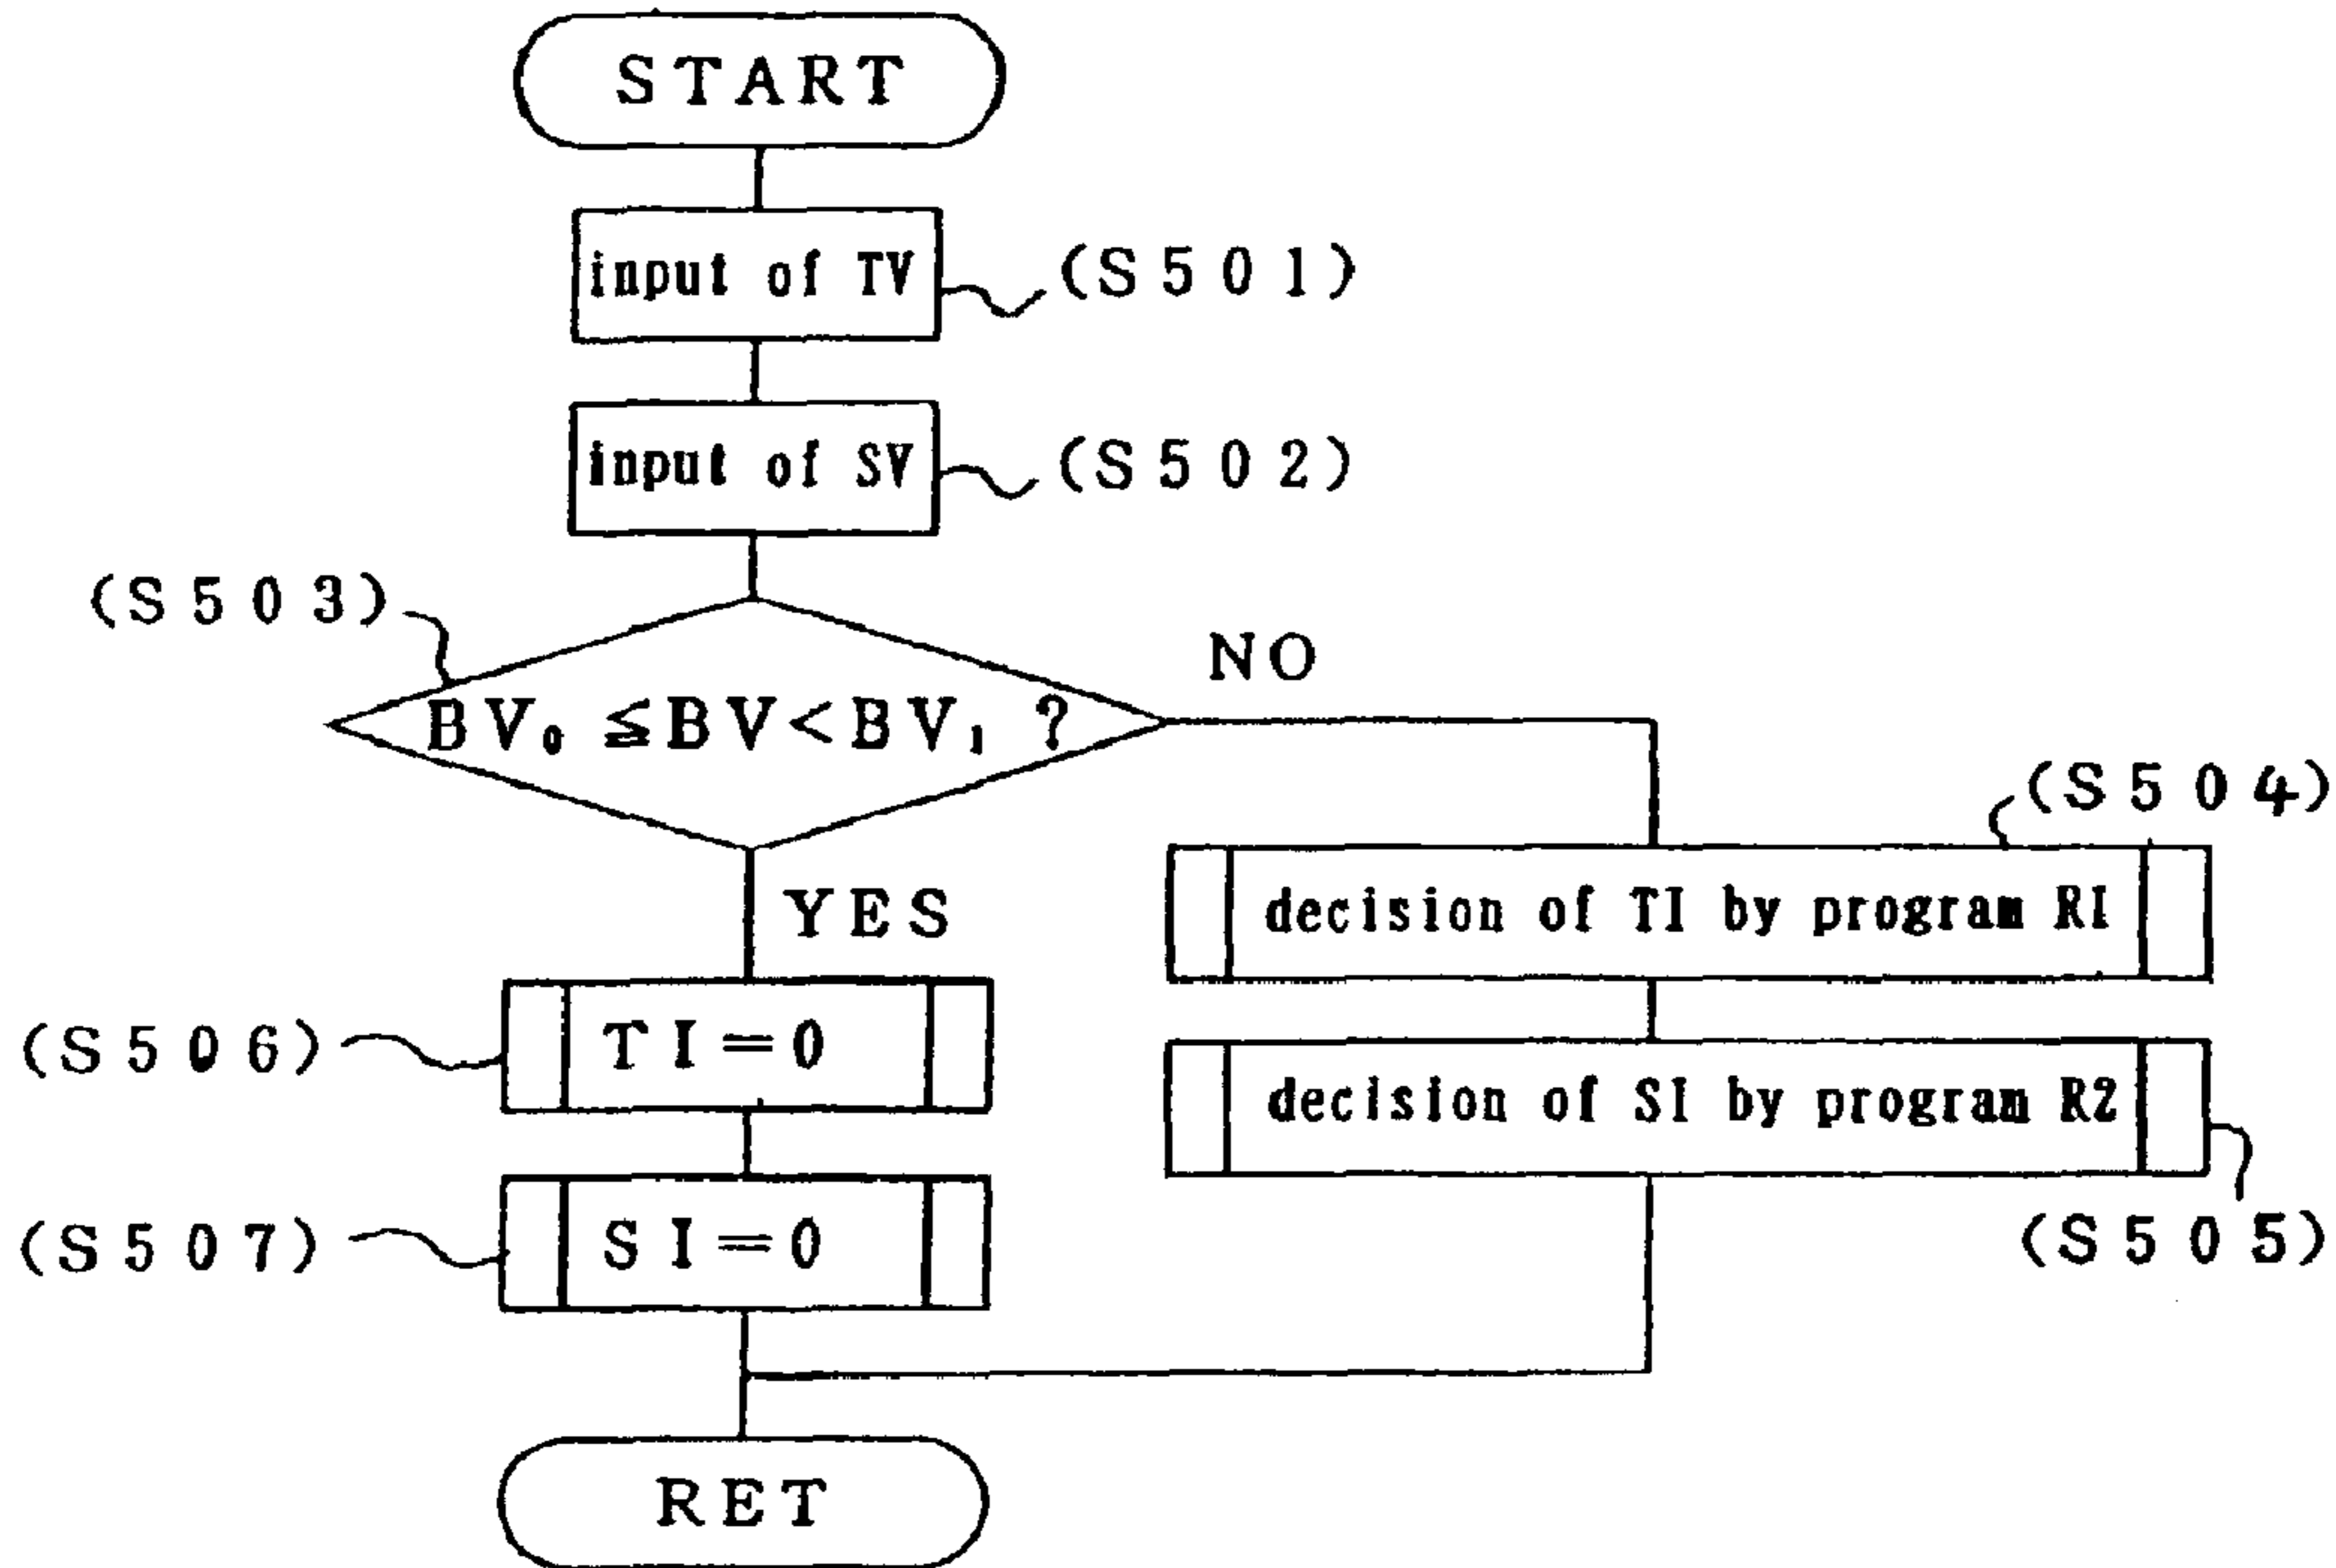 START
input of TV
(S501)
input of SV
(S502)
(S503)
BV₀ ≦BV<BV₁ ?
NO
YES
(S504)
decision of TI by program R1
(S506)
TI=0
decision of SI by program R2
(S505)
(S507)
SI=0
RET